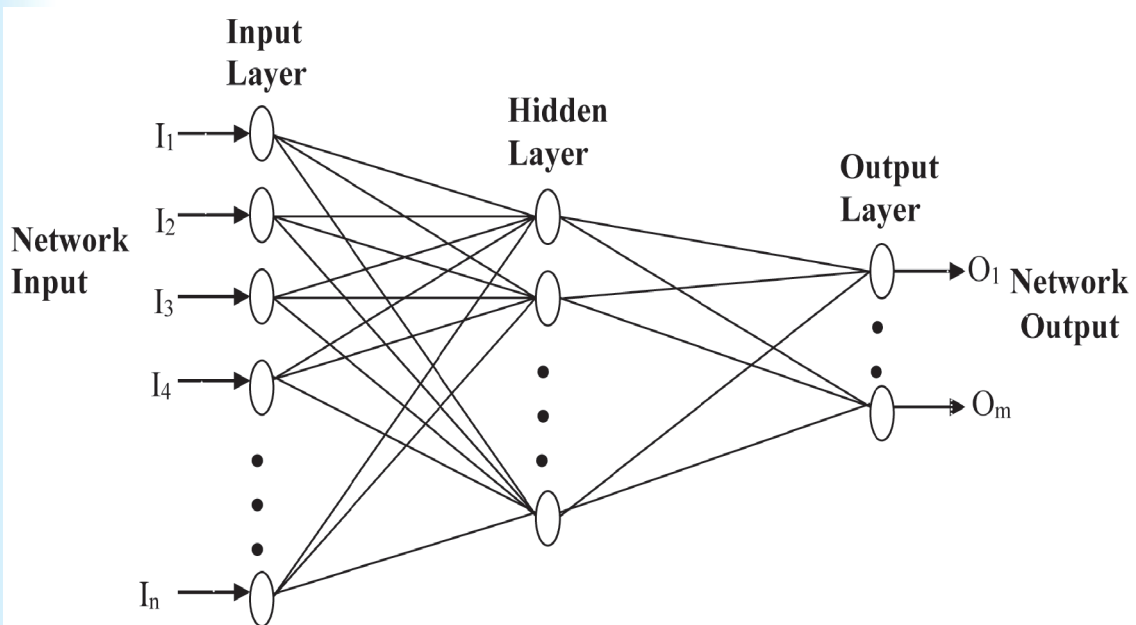 Input
Layer
Hidden
Layer
Output
Layer
Network
Input
I₁
I₂
I₃
I₄
Iₙ
O₁
Oₘ
Network
Output